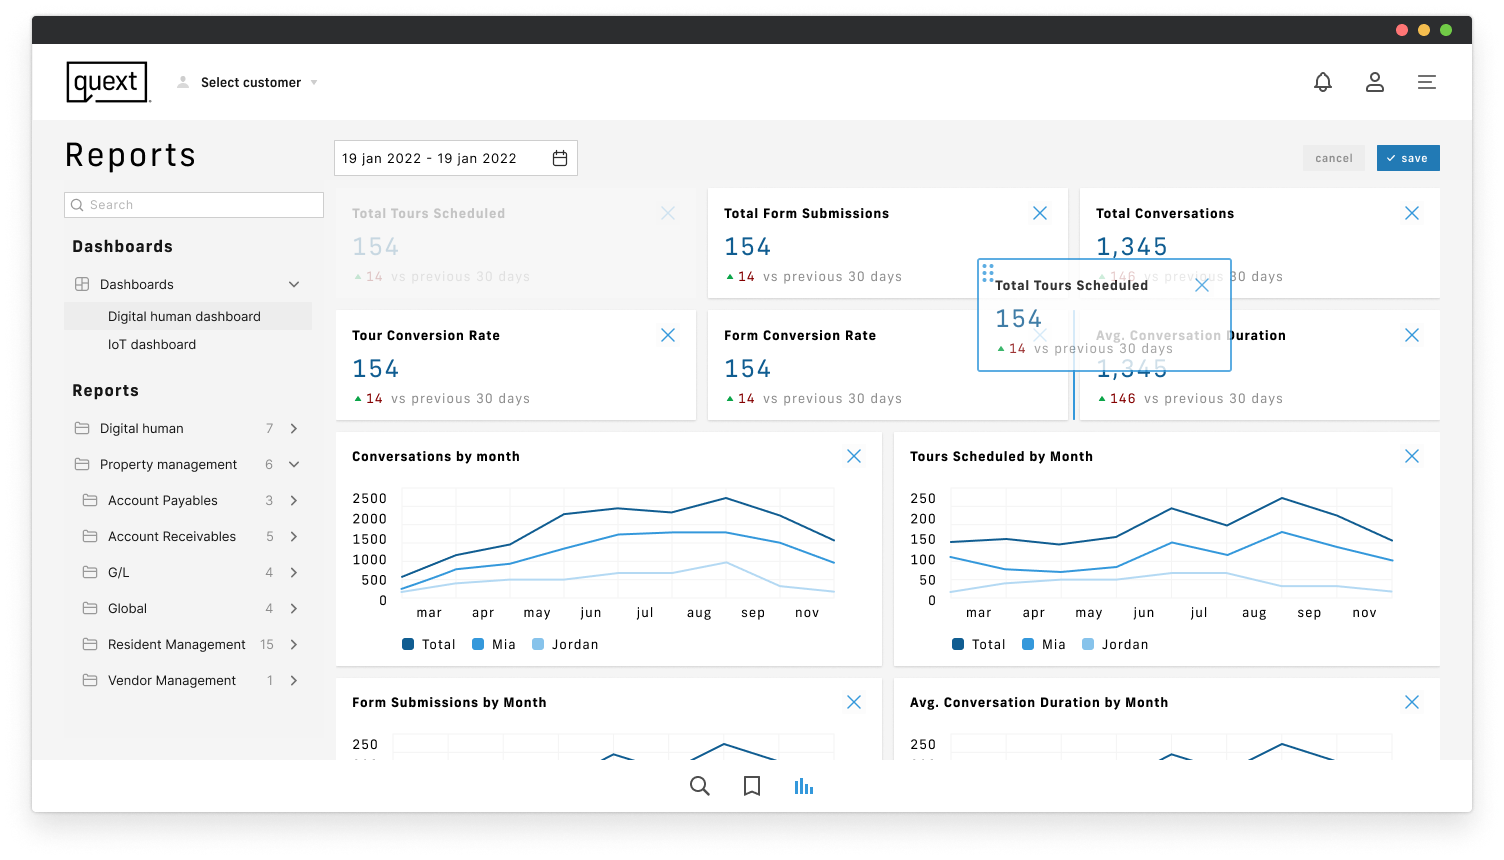 quext
Select customer
Reports
19 jan 2022 - 19 jan 2022
cancel
save
Search
Dashboards
Dashboards
Digital human dashboard
IoT dashboard
Reports
Digital human 7
Property management 6
Account Payables 3
Account Receivables 5
G/L 4
Global 4
Resident Management 15
Vendor Management 1
Total Tours Scheduled
154
14 vs previous 30 days
Total Form Submissions
154
14 vs previous 30 days
Total Conversations
1,345
146 vs previous 30 days
Total Tours Scheduled
154
14 vs previous 30 days
Tour Conversion Rate
154
14 vs previous 30 days
Form Conversion Rate
154
14 vs previous 30 days
Avg. Conversation Duration
1,345
146 vs previous 30 days
Conversations by month
2500
2000
1500
1000
500
0
mar apr may jun jul aug sep nov
Total Mia Jordan
Tours Scheduled by Month
250
200
150
100
50
0
mar apr may jun jul aug sep nov
Total Mia Jordan
Form Submissions by Month
250
Avg. Conversation Duration by Month
250